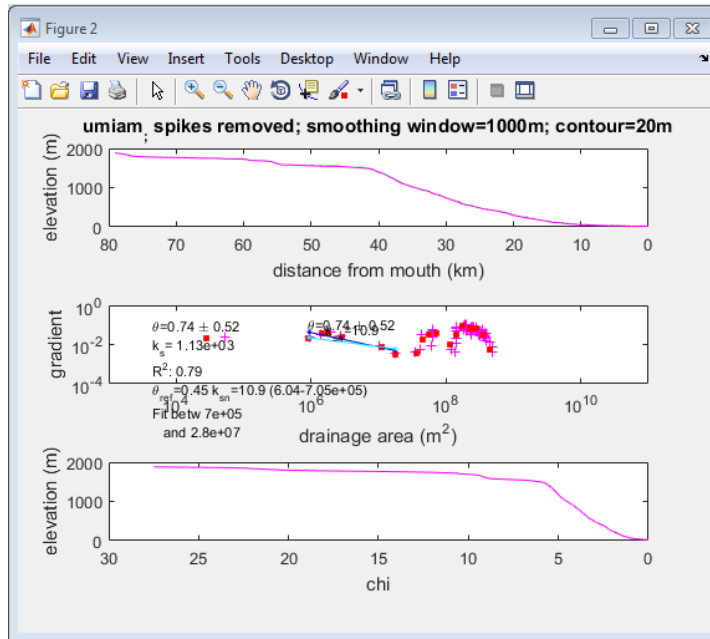 Figure 2
File Edit View Insert Tools Desktop Window Help
umiam; spikes removed; smoothing window=1000m; contour=20m
elevation (m)
2000
1000
0
80 70 60 50 40 30 20 10 0
distance from mouth (km)
gradient
10^0
10^-2
10^-4
θ=0.74 ± 0.52
θ=0.74 ± 0.52
=10.9
k_s= 1.13e+03
R²: 0.79
θ_ref=0.45 k_sn=10.9 (6.04-7.05e+05)
Fit betw 7e+05
and 2.8e+07
10^4 10^6 10^8 10^10
drainage area (m²)
elevation (m)
2000
1000
0
30 25 20 15 10 5 0
chi